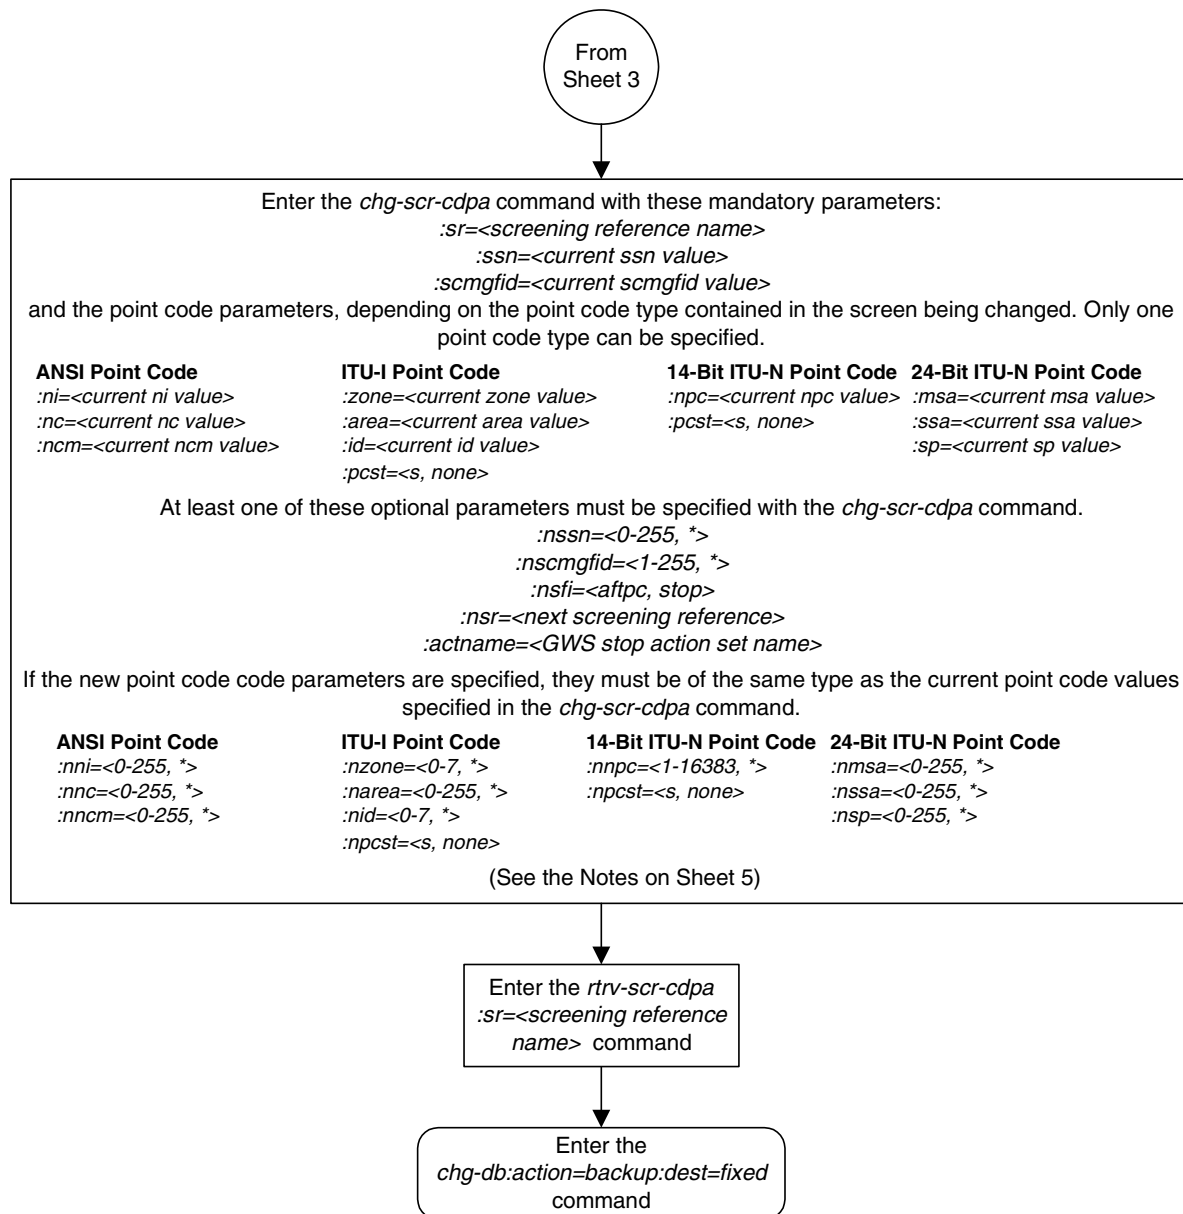 From
Sheet 3
Enter the chg-scr-cdpa command with these mandatory parameters:
:sr=<screening reference name>
:ssn=<current ssn value>
:scmgfid=<current scmgfid value>
and the point code parameters, depending on the point code type contained in the screen being changed. Only one
point code type can be specified.
ANSI Point Code
:ni=<current ni value>
:nc=<current nc value>
:ncm=<current ncm value>
ITU-I Point Code
:zone=<current zone value>
:area=<current area value>
:id=<current id value>
:pcst=<s, none>
14-Bit ITU-N Point Code
:npc=<current npc value>
:pcst=<s, none>
24-Bit ITU-N Point Code
:msa=<current msa value>
:ssa=<current ssa value>
:sp=<current sp value>
At least one of these optional parameters must be specified with the chg-scr-cdpa command.
:nssn=<0-255, *>
:nscmgfid=<1-255, *>
:nsfi=<aftpc, stop>
:nsr=<next screening reference>
:actname=<GWS stop action set name>
If the new point code code parameters are specified, they must be of the same type as the current point code values
specified in the chg-scr-cdpa command.
ANSI Point Code
:nni=<0-255, *>
:nnc=<0-255, *>
:nncm=<0-255, *>
ITU-I Point Code
:nzone=<0-7, *>
:narea=<0-255, *>
:nid=<0-7, *>
:npcst=<s, none>
14-Bit ITU-N Point Code
:nnpc=<1-16383, *>
:npcst=<s, none>
24-Bit ITU-N Point Code
:nmsa=<0-255, *>
:nssa=<0-255, *>
:nsp=<0-255, *>
(See the Notes on Sheet 5)
Enter the rtrv-scr-cdpa
:sr=<screening reference
name> command
Enter the
chg-db:action=backup:dest=fixed
command